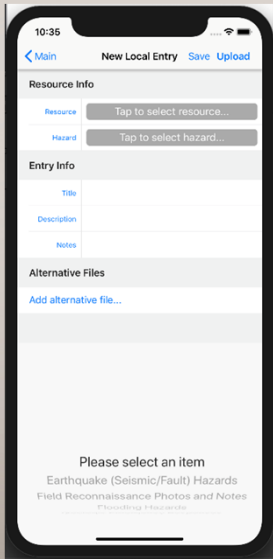 10:35
Main New Local Entry Save Upload
Resource Info
Resource Tap to select resource...
Hazard Tap to select hazard...
Entry Info
Title
Description
Notes
Alternative Files
Add alternative file...
Please select an item
Earthquake (Seismic/Fault) Hazards
Field Reconnaissance Photos and Notes
Flooding Hazards